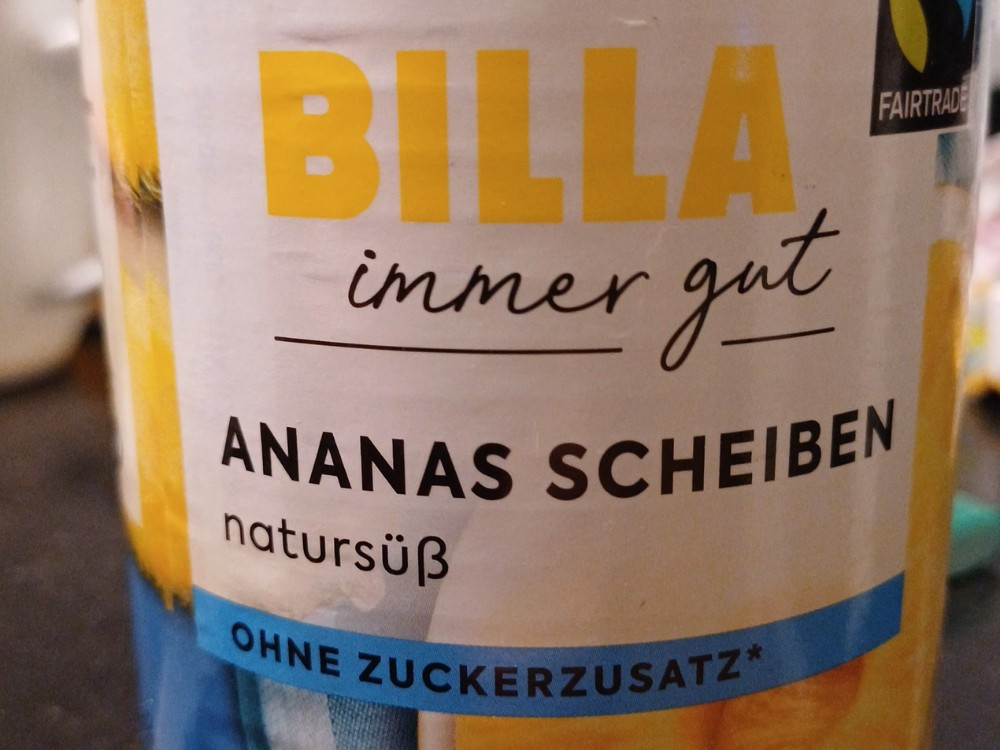 BILLA
FAIRTRADE
immer gut
ANANAS SCHEIBEN
natursüß
OHNE ZUCKERZUSATZ*